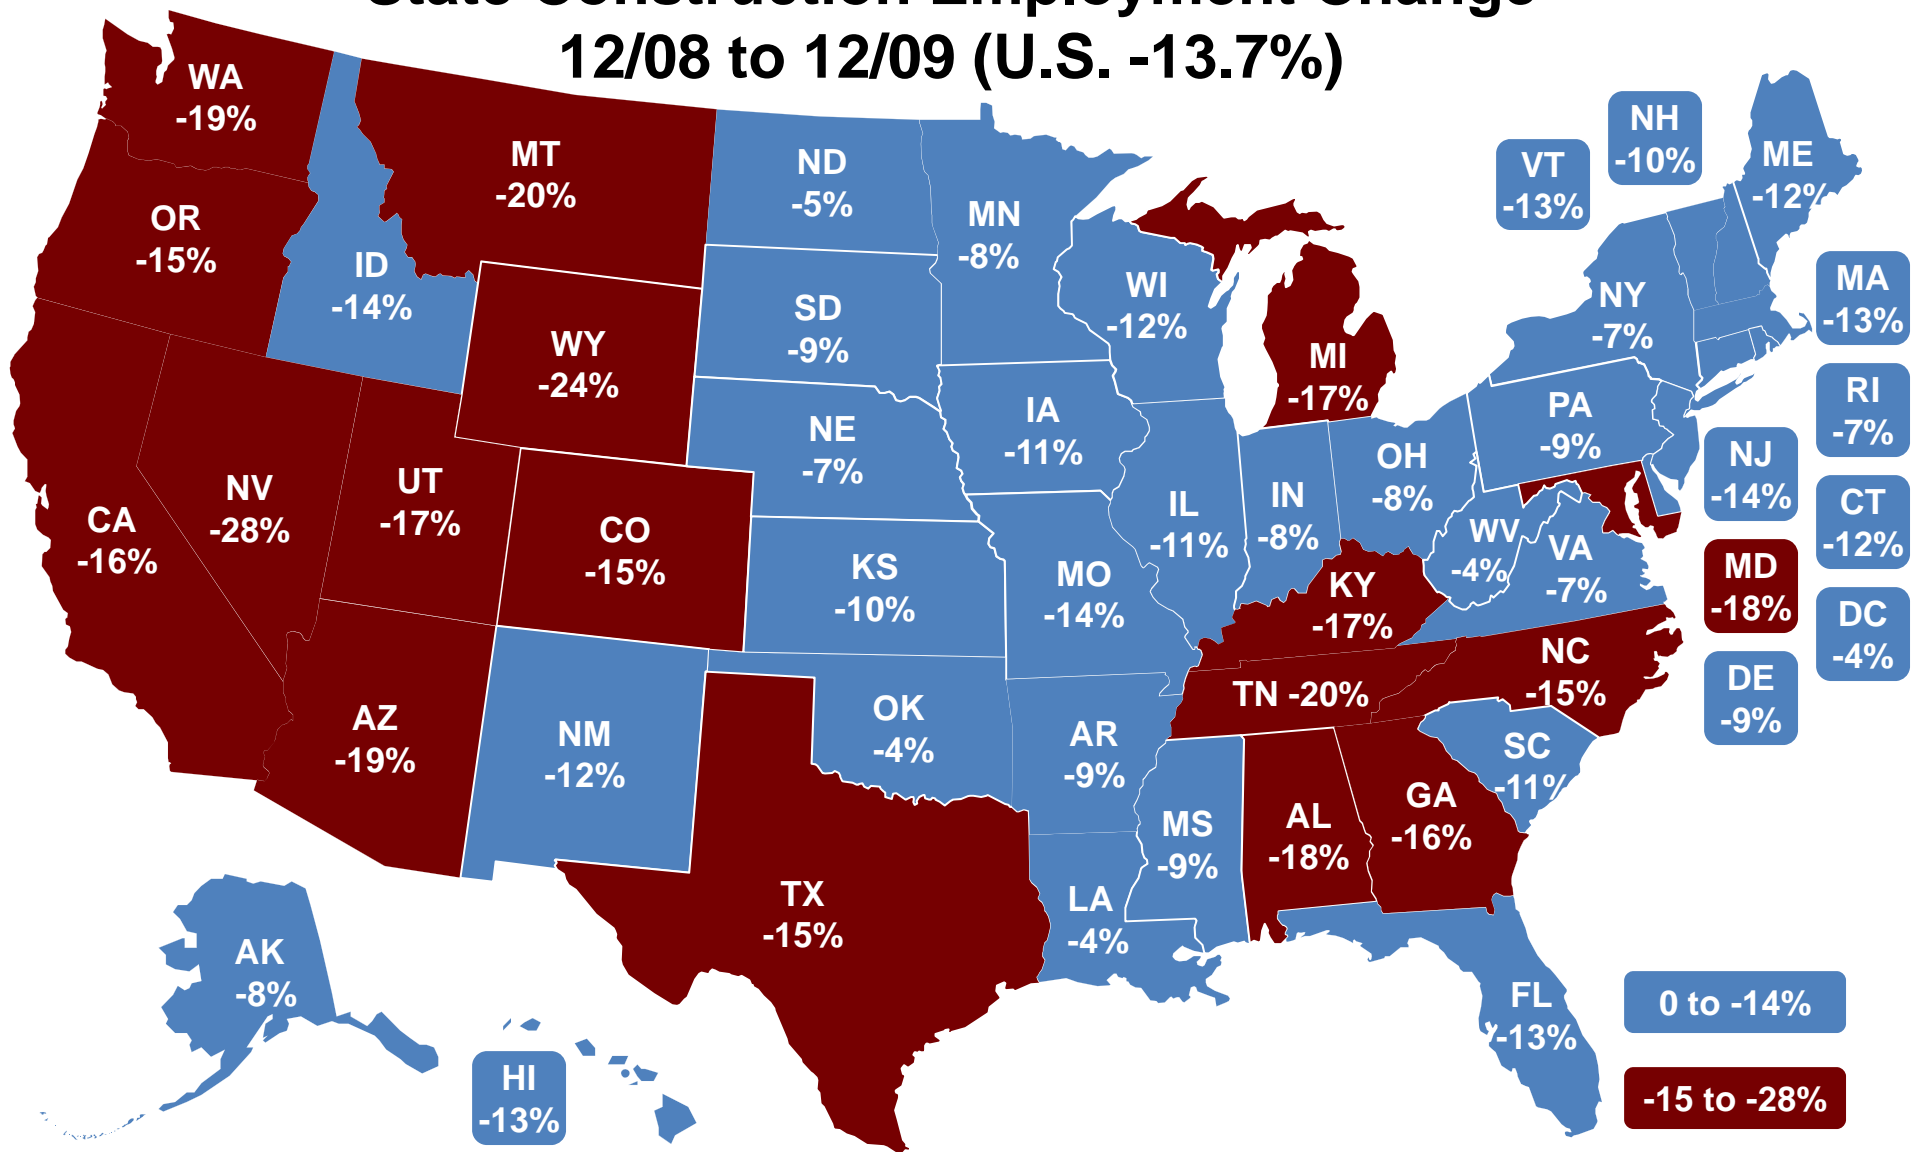 State Construction Employment Change
12/08 to 12/09 (U.S. -13.7%)
WA
-19%
MT
-20%
ND
-5%
MN
-8%
VT
-13%
NH
-10%
ME
-12%
OR
-15%
ID
-14%
WY
-24%
SD
-9%
WI
-12%
MI
-17%
NY
-7%
MA
-13%
RI
-7%
NE
-7%
IA
-11%
PA
-9%
OH
-8%
NJ
-14%
CT
-12%
CA
-16%
NV
-28%
UT
-17%
CO
-15%
KS
-10%
MO
-14%
IL
-11%
IN
-8%
WV
-4%
VA
-7%
KY
-17%
MD
-18%
DC
-4%
DE
-9%
NC
-15%
TN -20%
AZ
-19%
NM
-12%
OK
-4%
AR
-9%
SC
-11%
MS
-9%
AL
-18%
GA
-16%
TX
-15%
LA
-4%
AK
-8%
HI
-13%
FL
-13%
0 to -14%
-15 to -28%